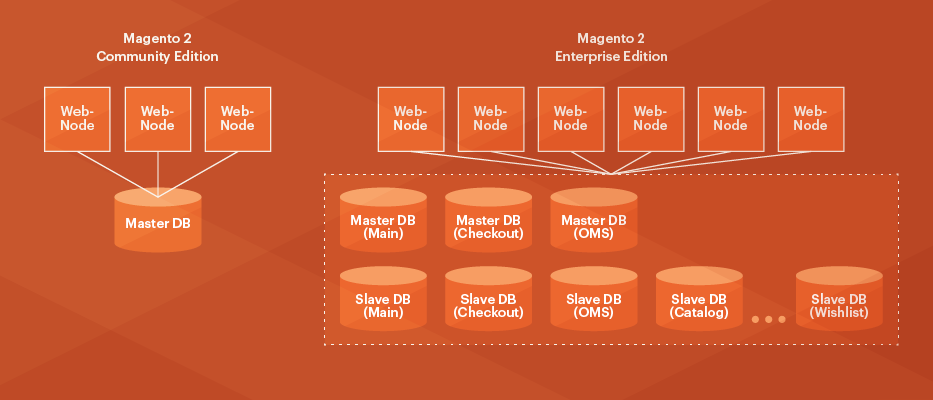 Magento 2
Community Edition
Magento 2
Enterprise Edition
Web-
Node
Web-
Node
Web-
Node
Web-
Node
Web-
Node
Web-
Node
Web-
Node
Web-
Node
Web-
Node
Master DB
Master DB
(Main)
Master DB
(Checkout)
Master DB
(OMS)
Slave DB
(Main)
Slave DB
(Checkout)
Slave DB
(OMS)
Slave DB
(Catalog)
Slave DB
(Wishlist)